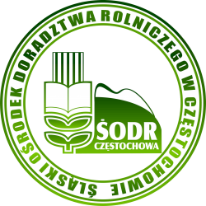 ŚLĄSKI OŚRODEK DORADZTWA ROLNICZEGO W CZĘSTOCHOWIE
ŚODR
CZĘSTOCHOWA